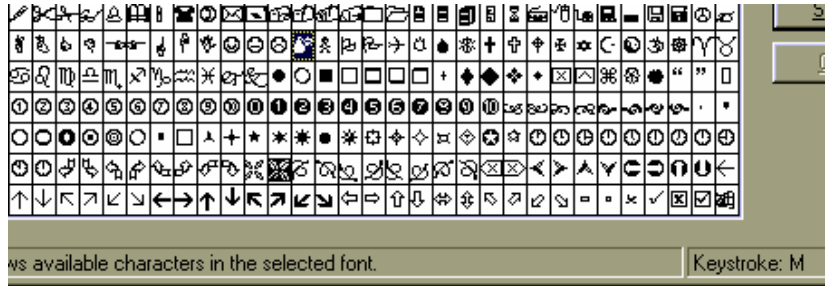 ws available characters in the selected font.
Keystroke: M